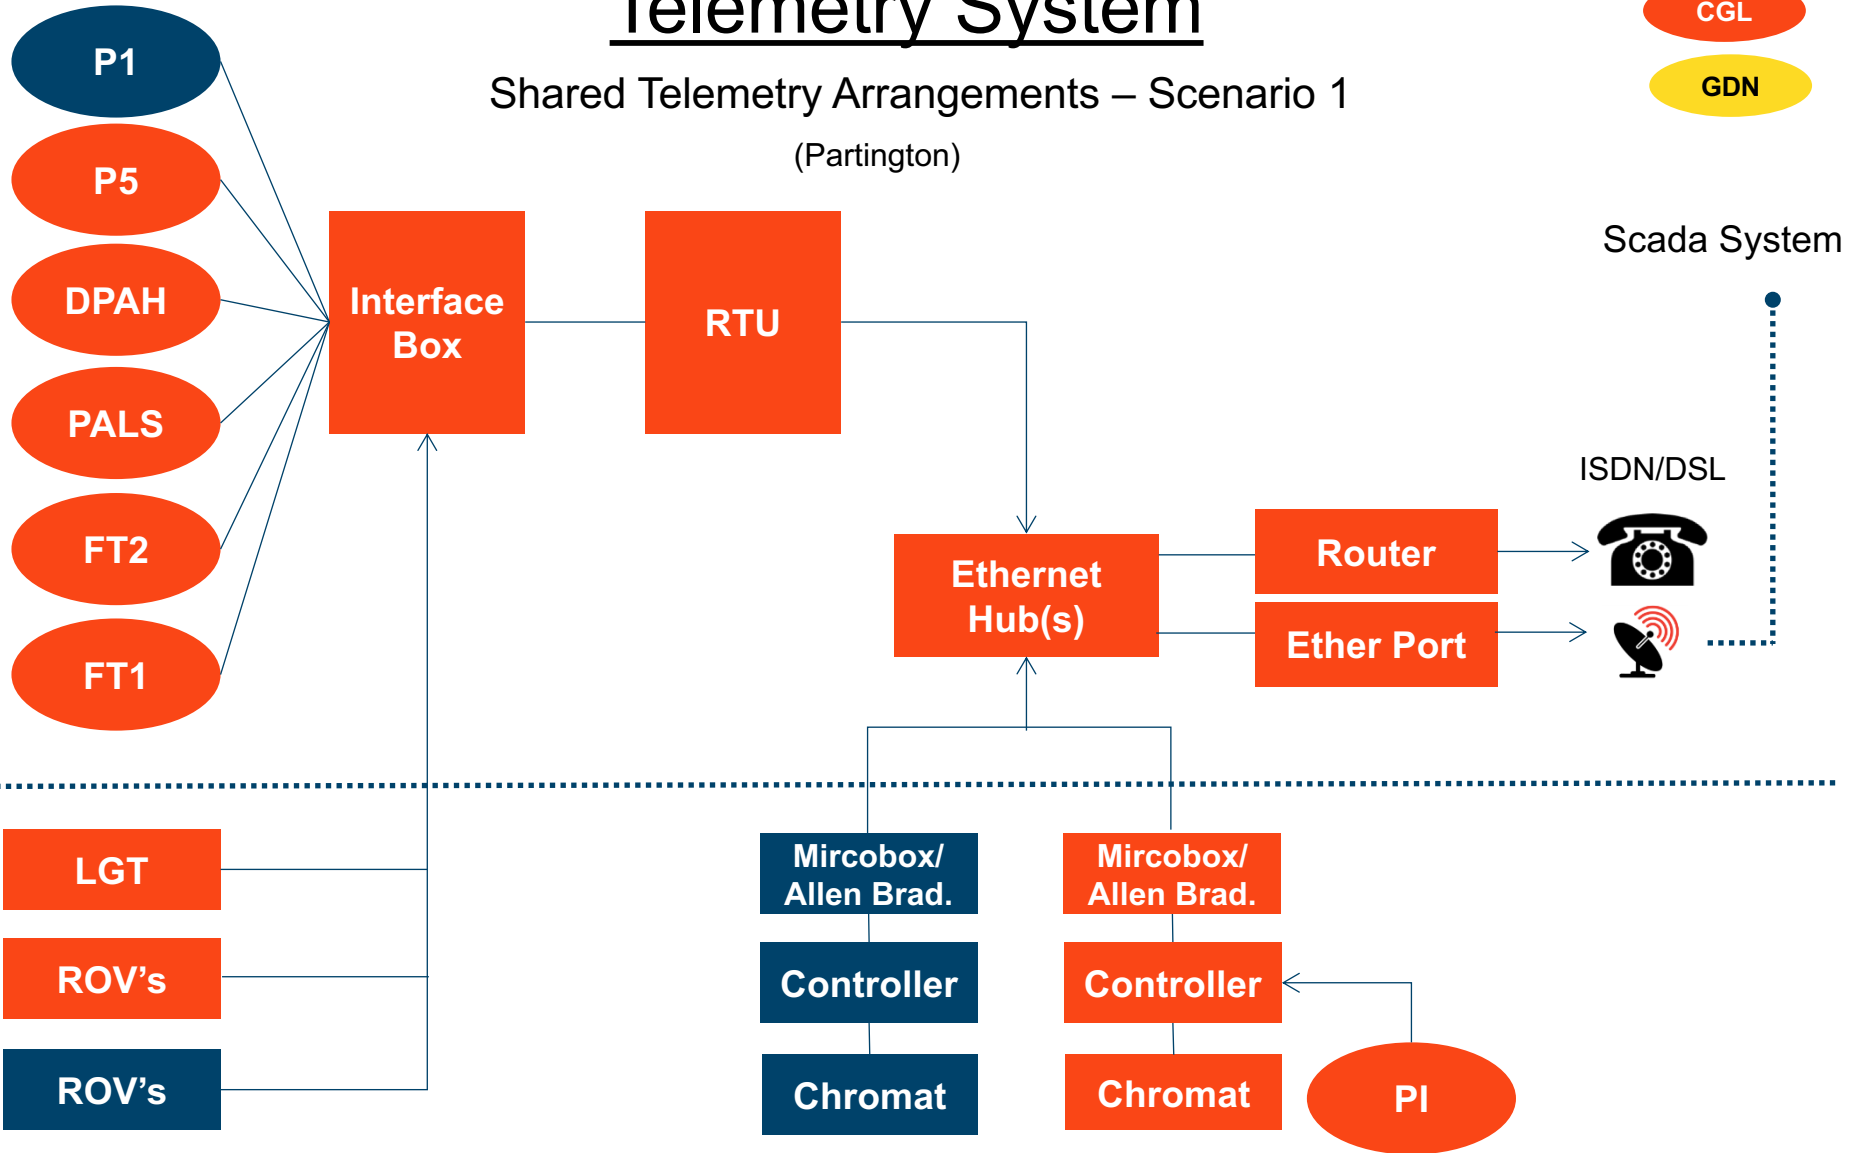 Telemetry System
Shared Telemetry Arrangements – Scenario 1
(Partington)
CGL
GDN
P1
P5
DPAH
PALS
FT2
FT1
Interface
Box
RTU
Scada System
ISDN/DSL
Ethernet
Hub(s)
Router
Ether Port
LGT
ROV’s
ROV’s
Mircobox/
Allen Brad.
Controller
Chromat
Mircobox/
Allen Brad.
Controller
Chromat
PI